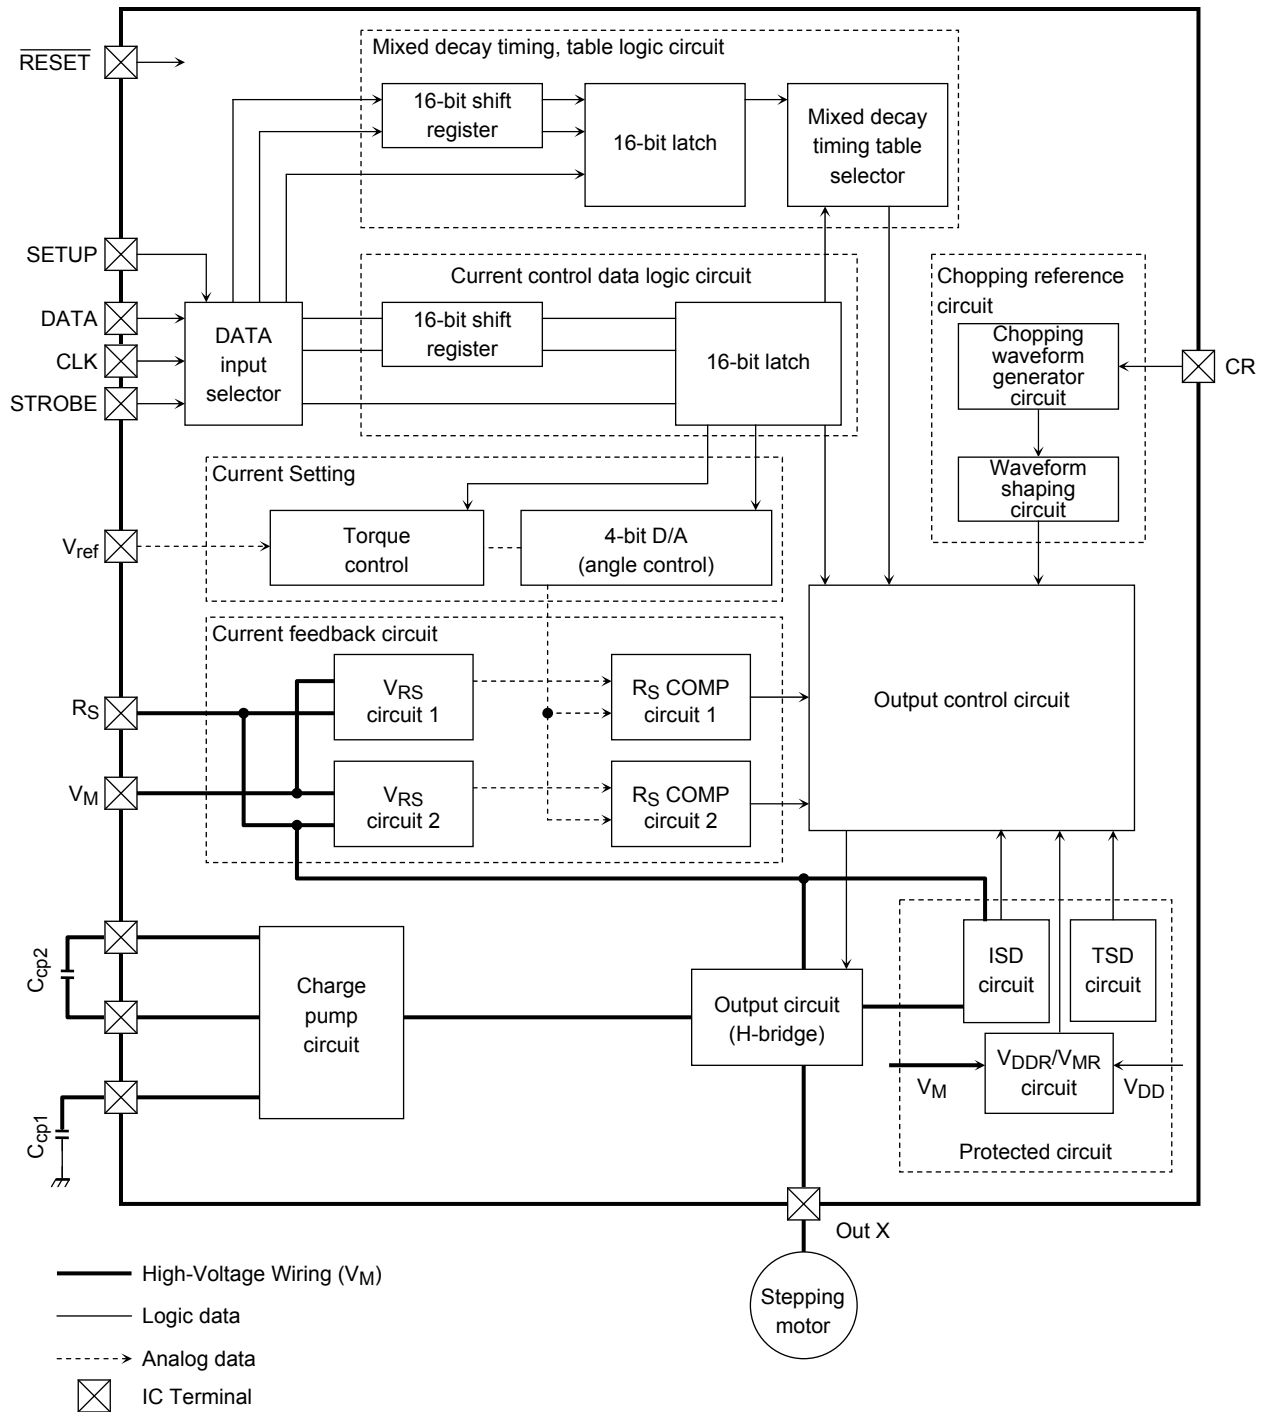 RESET
Mixed decay timing, table logic circuit
16-bit shift
register
16-bit latch
Mixed decay
timing table
selector
SETUP
DATA
CLK
STROBE
DATA
input
selector
Current control data logic circuit
16-bit shift
register
16-bit latch
Chopping reference
circuit
Chopping
waveform
generator
circuit
CR
Waveform
shaping
circuit
Current Setting
Vref
Torque
control
4-bit D/A
(angle control)
Current feedback circuit
RS
VM
VRS
circuit 1
RS COMP
circuit 1
VRS
circuit 2
RS COMP
circuit 2
Output control circuit
Ccp2
Ccp1
Charge
pump
circuit
Output circuit
(H-bridge)
ISD
circuit
TSD
circuit
VDDR/VMR
circuit
VM
VDD
Protected circuit
Out X
Stepping
motor
High-Voltage Wiring (VM)
Logic data
Analog data
IC Terminal